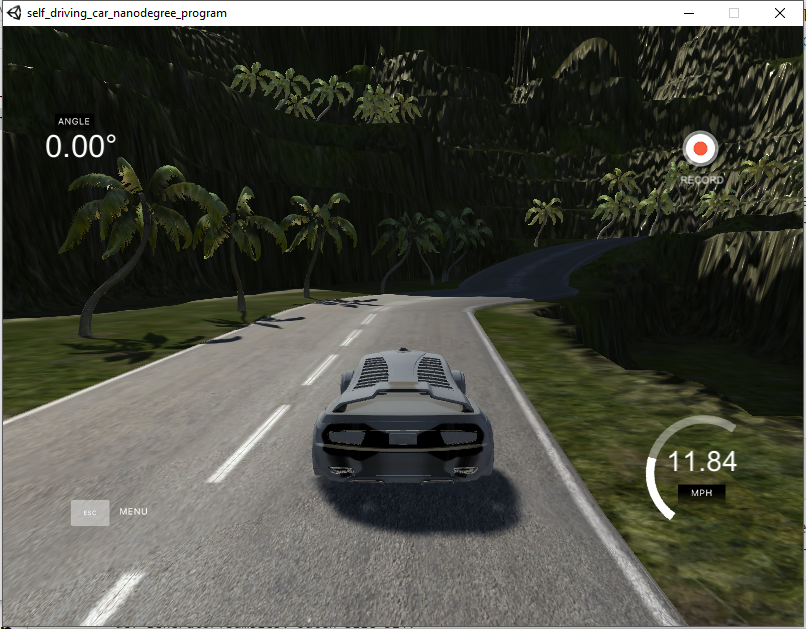 self_driving_car_nanodegree_program
ANGLE
0.00°
RECORD
11.84
MPH
ESC
MENU